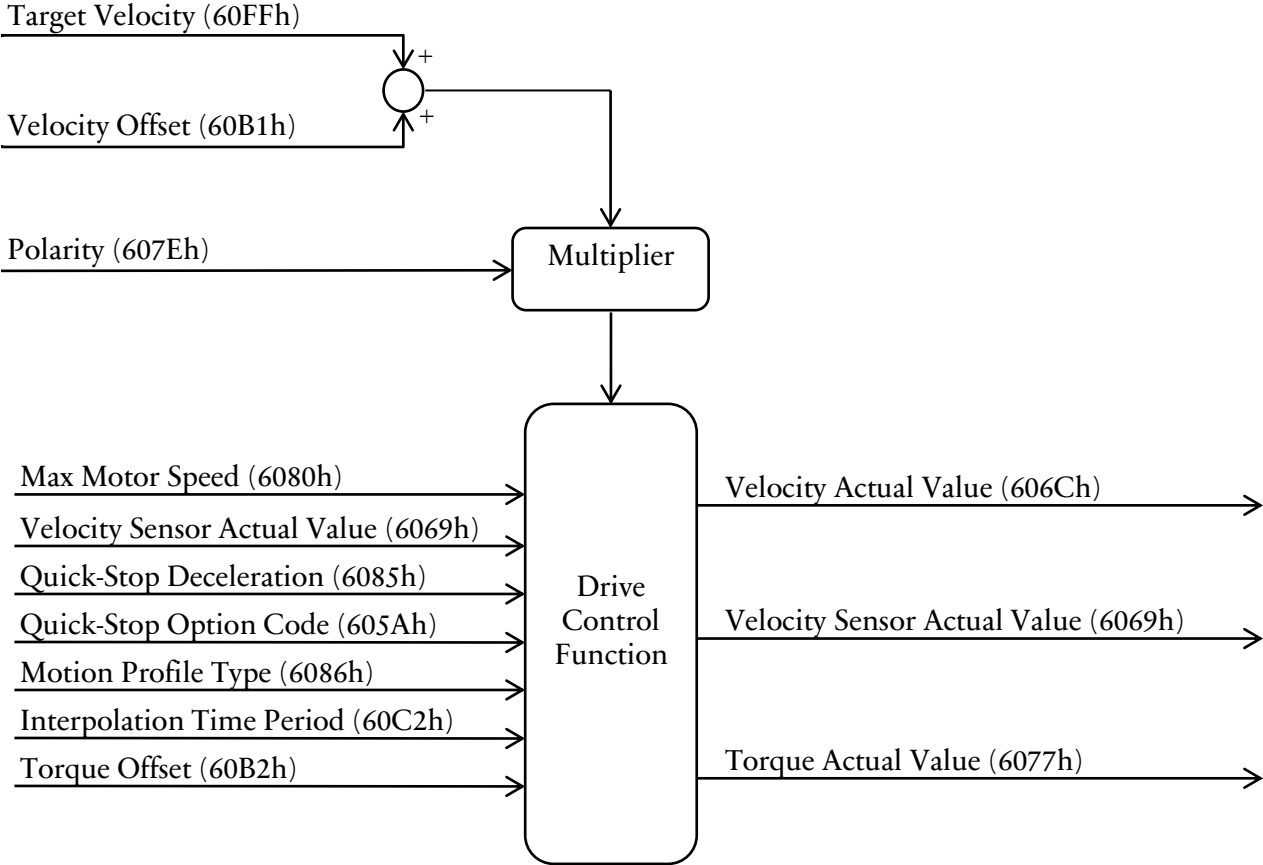 Target Velocity (60FFh)
+
Velocity Offset (60B1h)
+
Polarity (607Eh)
Multiplier
Max Motor Speed (6080h)
Velocity Sensor Actual Value (6069h)
Quick-Stop Deceleration (6085h)
Quick-Stop Option Code (605Ah)
Motion Profile Type (6086h)
Interpolation Time Period (60C2h)
Torque Offset (60B2h)
Drive
Control
Function
Velocity Actual Value (606Ch)
Velocity Sensor Actual Value (6069h)
Torque Actual Value (6077h)